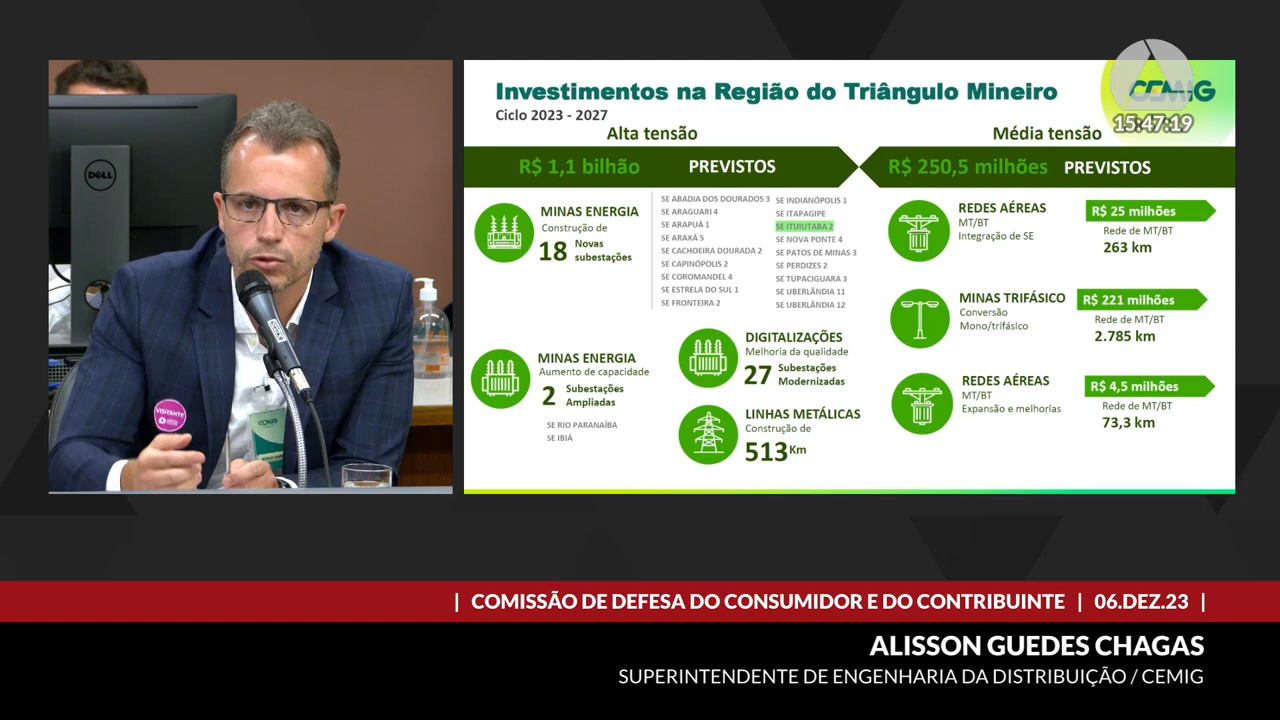 DELL
VISITANTE
CEMIG
Investimentos na Região do Triângulo Mineiro
Ciclo 2023 - 2027
CEMIG
15:47:19
Alta tensão
Média tensão
R$ 1,1 bilhão PREVISTOS
R$ 250,5 milhões PREVISTOS
MINAS ENERGIA
Construção de
18 Novas subestações
SE ABADIA DOS DOURADOS 3
SE ARAGUARI 4
SE ARAPUÁ 1
SE ARAXÁ 5
SE CACHOEIRA DOURADA 2
SE CAPINÓPOLIS 2
SE COROMANDEL 4
SE ESTRELA DO SUL 1
SE FRONTEIRA 2
SE INDIANÓPOLIS 1
SE ITAPAGIPE
SE ITUIUTABA 2
SE NOVA PONTE 4
SE PATOS DE MINAS 3
SE PERDIZES 2
SE TUPACIGUARA 3
SE UBERLÂNDIA 11
SE UBERLÂNDIA 12
MINAS ENERGIA
Aumento de capacidade
2 Subestações Ampliadas
SE RIO PARANAÍBA
SE IBIÁ
DIGITALIZAÇÕES
Melhoria da qualidade
27 Subestações Modernizadas
LINHAS METÁLICAS
Construção de
513 Km
REDES AÉREAS
MT/BT
Integração de SE
R$ 25 milhões
Rede de MT/BT
263 km
MINAS TRIFÁSICO
Conversão
Mono/trifásico
R$ 221 milhões
Rede de MT/BT
2.785 km
REDES AÉREAS
MT/BT
Expansão e melhorias
R$ 4,5 milhões
Rede de MT/BT
73,3 km
| COMISSÃO DE DEFESA DO CONSUMIDOR E DO CONTRIBUINTE | 06.DEZ.23 |
ALISSON GUEDES CHAGAS
SUPERINTENDENTE DE ENGENHARIA DA DISTRIBUIÇÃO / CEMIG